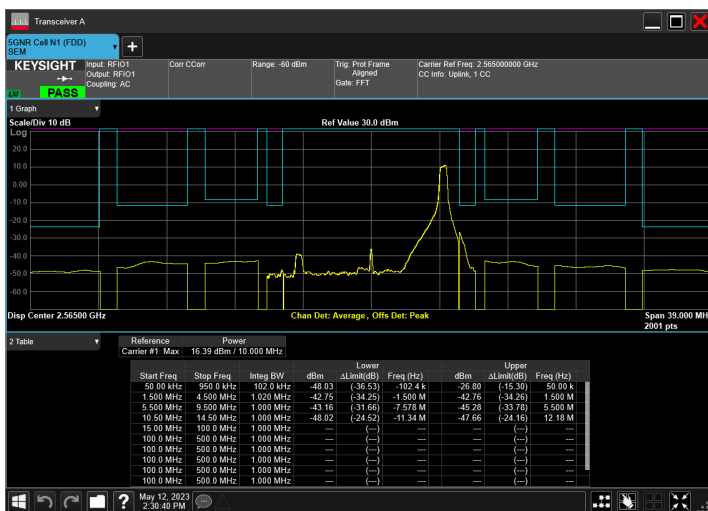 Transceiver A
5GNR Cell N1 (FDD)
SEM
KEYSIGHT
LXI
PASS
Input: RFIO1
Output: RFIO1
Coupling: AC
Corr CCorr
Range: -60 dBm
Trig: Prot Frame
Aligned
Gate: FFT
Carrier Ref Freq: 2.565000000 GHz
CC Info: Uplink, 1 CC
1 Graph
Scale/Div 10 dB
Ref Value 30.0 dBm
Log
20.0
10.0
0.00
-10.0
-20.0
-30.0
-40.0
-50.0
-60.0
Disp Center 2.56500 GHz
Chan Det: Average, Offs Det: Peak
Span 39.000 MH
2001 pts
2 Table
Reference Power
Carrier #1: Max 16.39 dBm / 10.000 MHz
Lower Upper
Start Freq Stop Freq Integ BW dBm ΔLimit(dB) Freq (Hz) dBm ΔLimit(dB) Freq (Hz)
50.00 kHz 950.0 kHz 102.0 kHz -48.03 (-36.53) -102.4 k -26.80 (-15.30) 50.00 k
1.500 MHz 4.500 MHz 1.020 MHz -42.75 (-34.25) -1.500 M -42.76 (-34.26) 1.500 M
5.500 MHz 9.500 MHz 1.000 MHz -43.16 (-31.66) -7.578 M -45.28 (-33.78) 5.500 M
10.50 MHz 14.50 MHz 1.000 MHz -48.02 (-24.52) -11.34 M -47.66 (-24.16) 12.18 M
15.00 MHz 100.0 MHz 1.000 MHz --- (---) --- --- (---) ---
100.0 MHz 500.0 MHz 1.000 MHz --- (---) --- --- (---) ---
100.0 MHz 500.0 MHz 1.000 MHz --- (---) --- --- (---) ---
100.0 MHz 500.0 MHz 1.000 MHz --- (---) --- --- (---) ---
100.0 MHz 500.0 MHz 1.000 MHz --- (---) --- --- (---) ---
100.0 MHz 500.0 MHz 1.000 MHz --- (---) --- --- (---) ---
May 12, 2023
2:30:40 PM